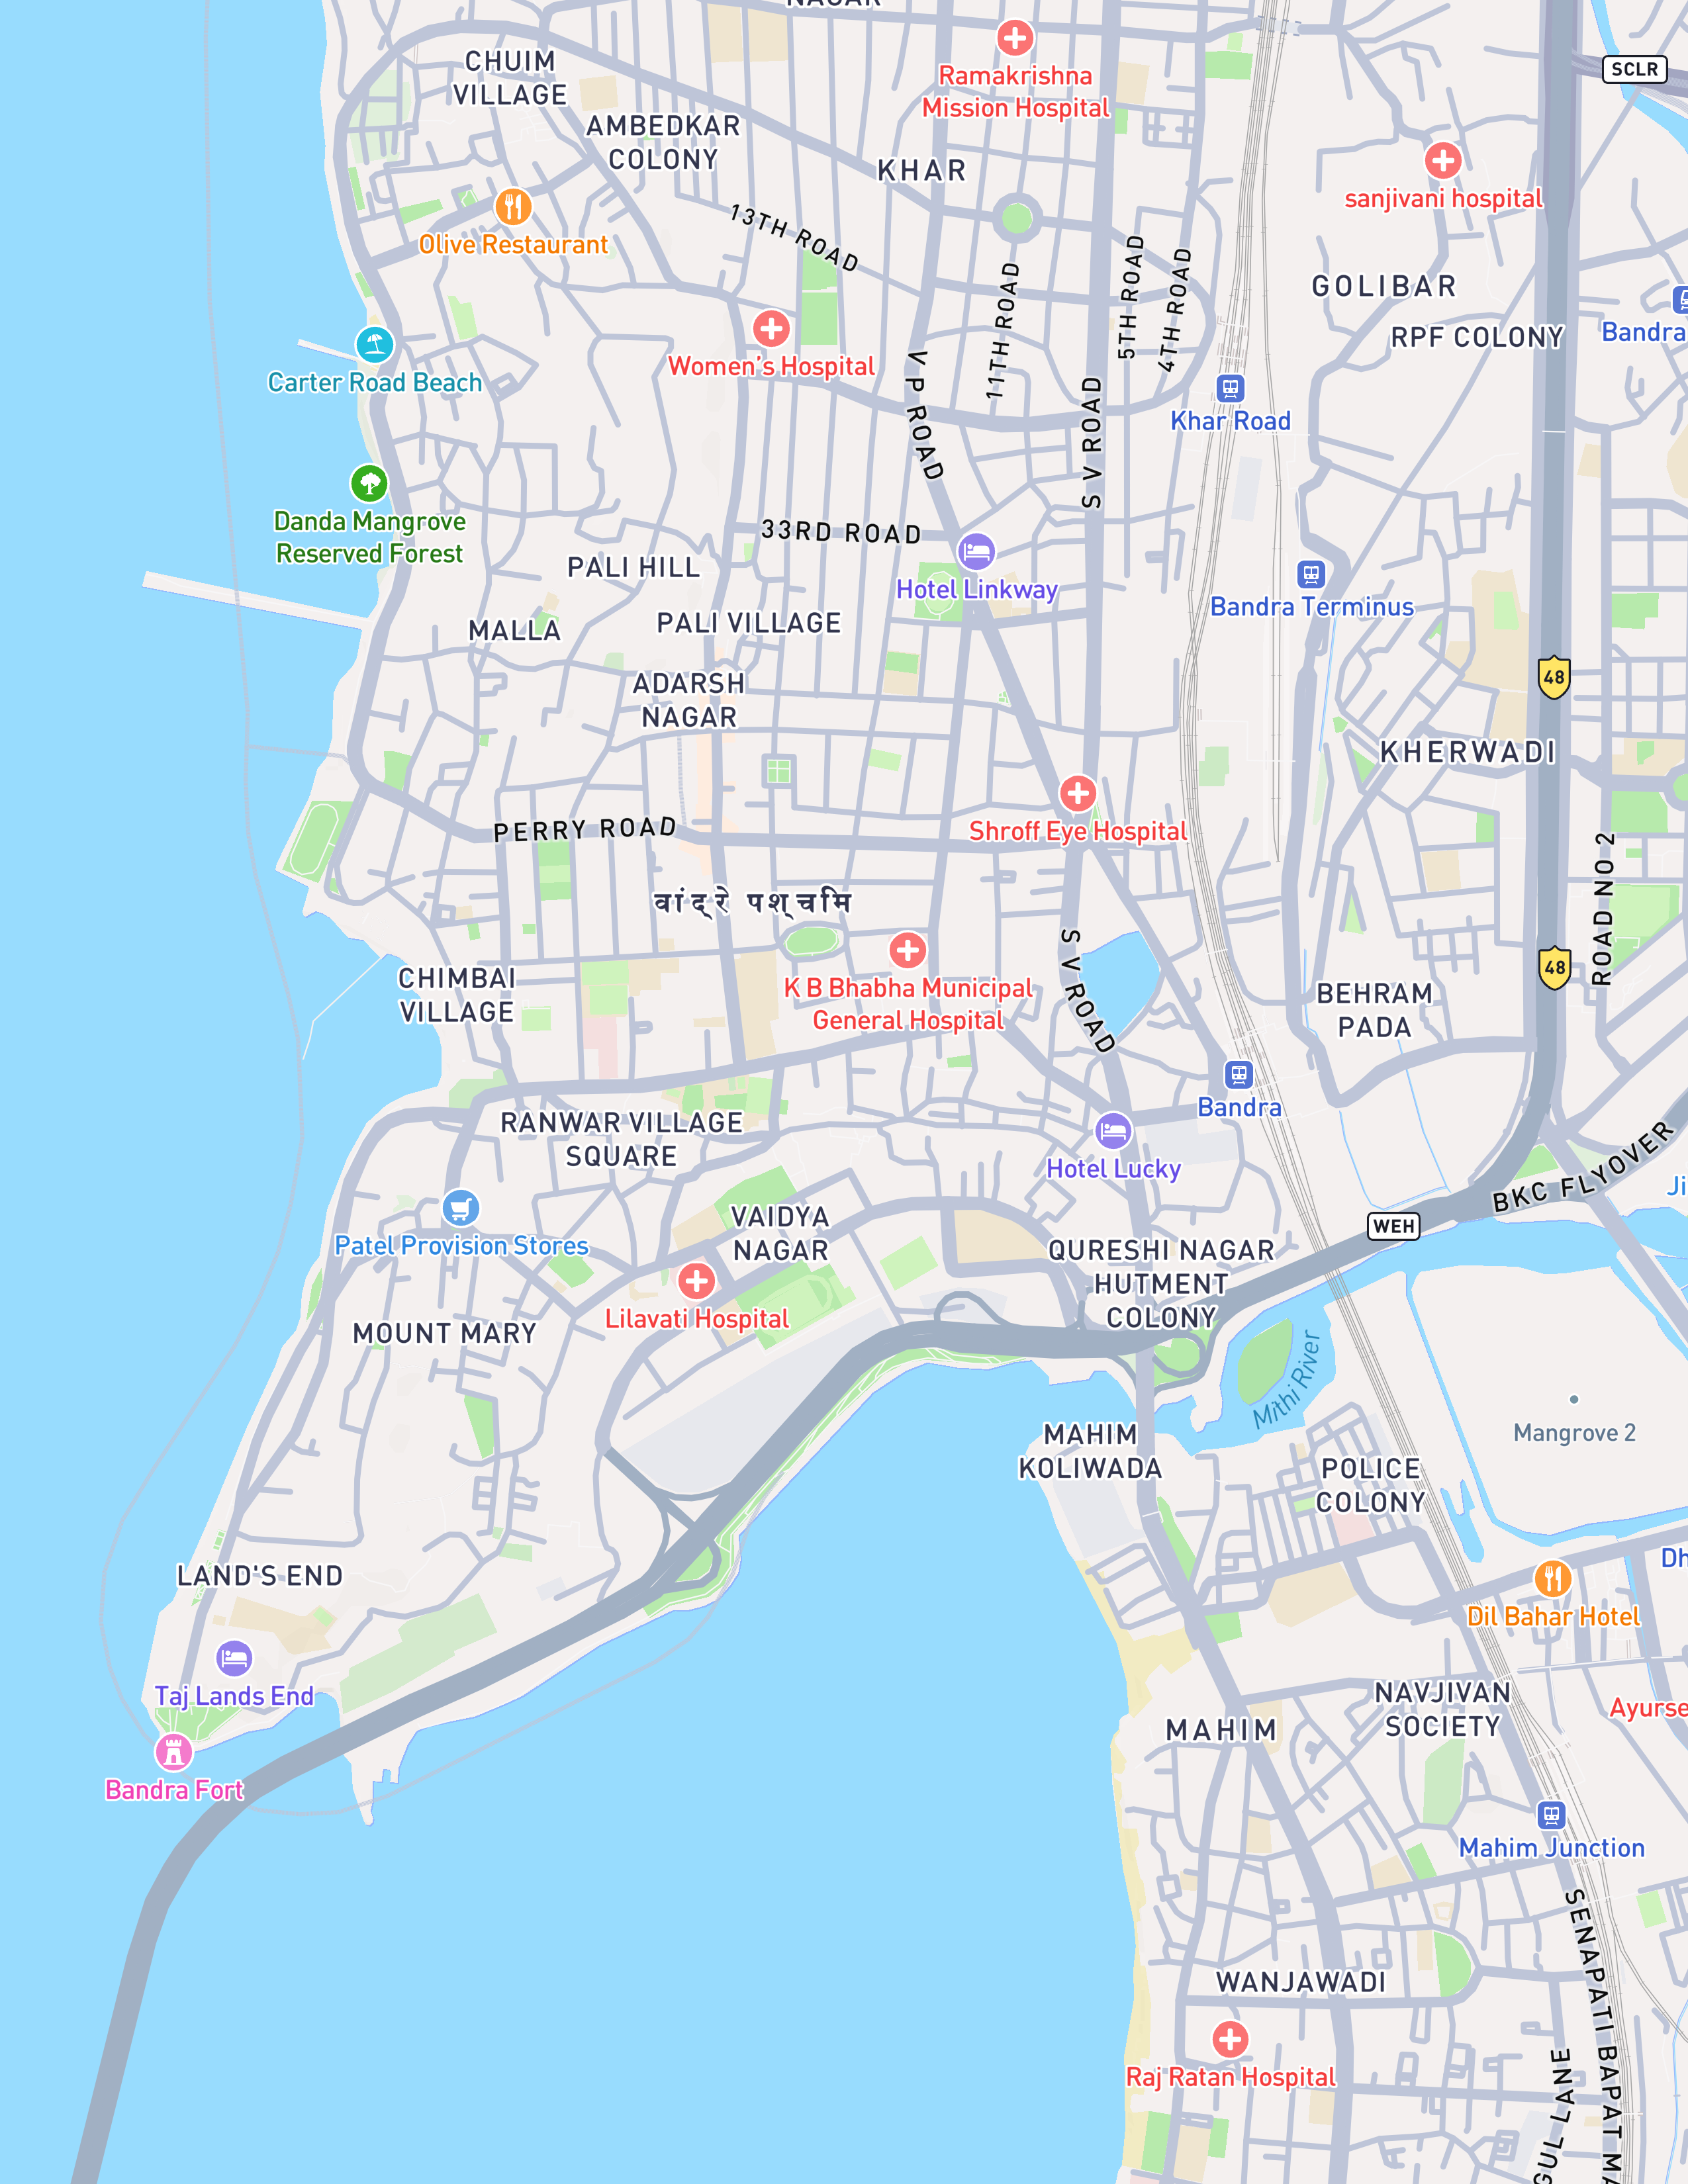 NAGAR
CHUIM
VILLAGE
Ramakrishna
Mission Hospital
SCLR
AMBEDKAR
COLONY
KHAR
sanjivani hospital
Olive Restaurant
13TH ROAD
11TH ROAD
5TH ROAD
4TH ROAD
GOLIBAR
RPF COLONY
Bandra
Carter Road Beach
Women's Hospital
V P ROAD
S V ROAD
Khar Road
Danda Mangrove
Reserved Forest
33RD ROAD
PALI HILL
Hotel Linkway
Bandra Terminus
MALLA
PALI VILLAGE
ADARSH
NAGAR
48
KHERWADI
PERRY ROAD
Shroff Eye Hospital
ROAD NO 2
वांद्रे पश्चिम
48
CHIMBAI
VILLAGE
K B Bhabha Municipal
General Hospital
S V ROAD
BEHRAM
PADA
Bandra
RANWAR VILLAGE
SQUARE
Hotel Lucky
BKC FLYOVER
Ji
WEH
Patel Provision Stores
VAIDYA
NAGAR
QURESHI NAGAR
HUTMENT
COLONY
Lilavati Hospital
MOUNT MARY
Mithi River
Mangrove 2
MAHIM
KOLIWADA
POLICE
COLONY
LAND'S END
Dh
Dil Bahar Hotel
Taj Lands End
NAVJIVAN
SOCIETY
Ayurse
MAHIM
Bandra Fort
Mahim Junction
SENAPATI BAPAT MA
WANJAWADI
Raj Ratan Hospital
GUL LANE